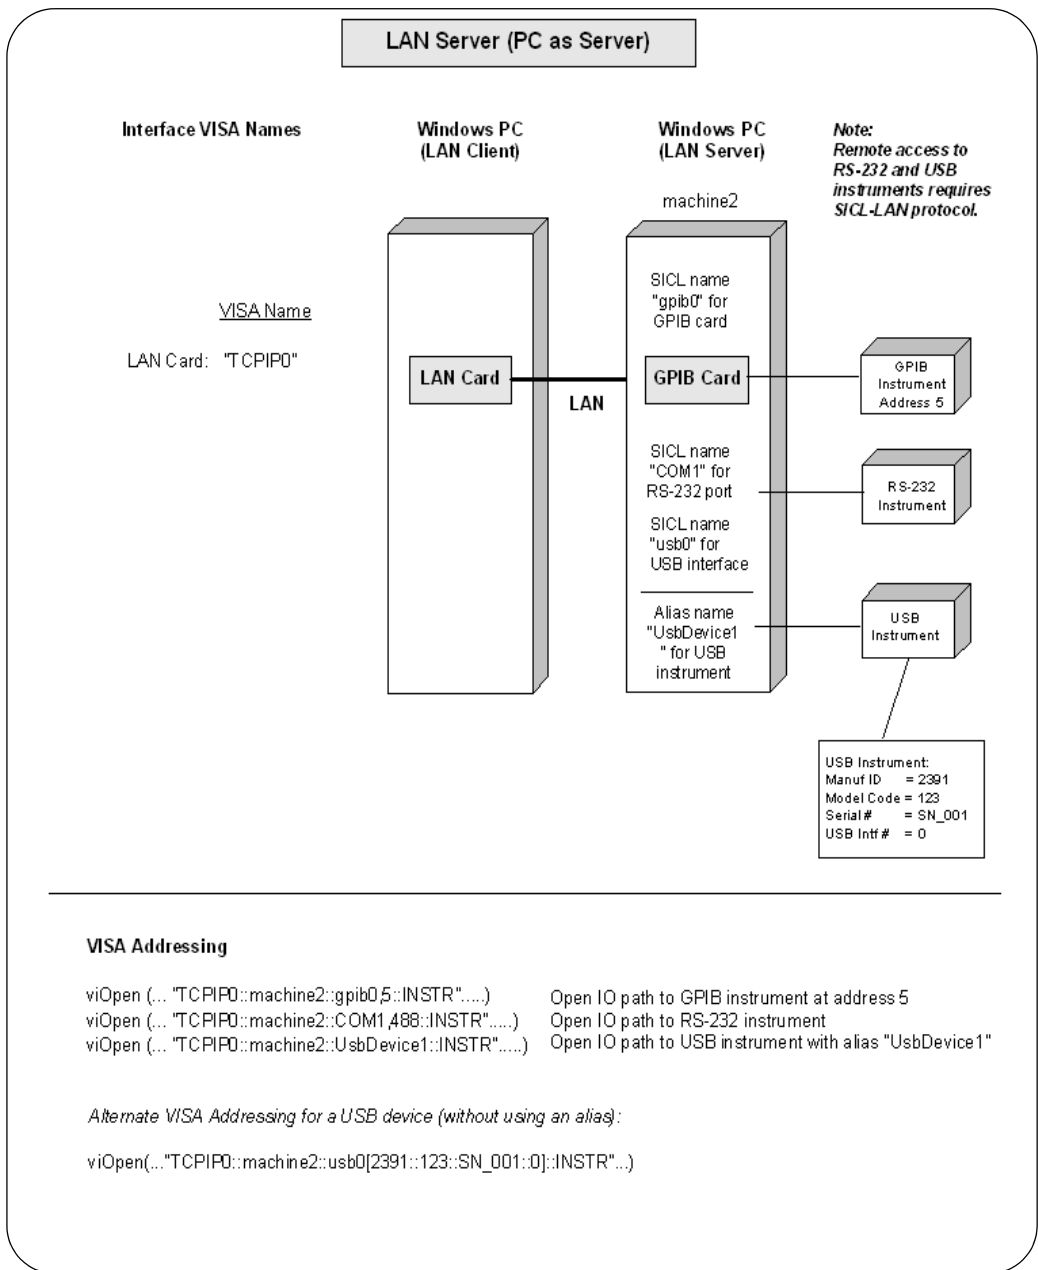 LAN Server (PC as Server)
Interface VISA Names
Windows PC
(LAN Client)
Windows PC
(LAN Server)
Note:
Remote access to
RS-232 and USB
instruments requires
SICL-LAN protocol.
machine2
VISA Name
LAN Card: "TCPIP0"
LAN Card
LAN
SICL name
"gpib0" for
GPIB card
GPIB Card
GPIB
Instrument
Address 5
SICL name
"COM1" for
RS-232 port
RS-232
Instrument
SICL name
"usb0" for
USB interface
Alias name
"UsbDevice1
" for USB
instrument
USB
Instrument
USB Instrument:
Manuf ID = 2391
Model Code = 123
Serial # = SN_001
USB Intf # = 0
VISA Addressing
viOpen (... "TCPIP0::machine2::gpib0,5::INSTR".....) Open IO path to GPIB instrument at address 5
viOpen (... "TCPIP0::machine2::COM1,488::INSTR".....) Open IO path to RS-232 instrument
viOpen (... "TCPIP0::machine2::UsbDevice1::INSTR".....) Open IO path to USB instrument with alias "UsbDevice1"
Alternate VISA Addressing for a USB device (without using an alias):
viOpen(..."TCPIP0::machine2::usb0[2391::123::SN_001::0]::INSTR"...)